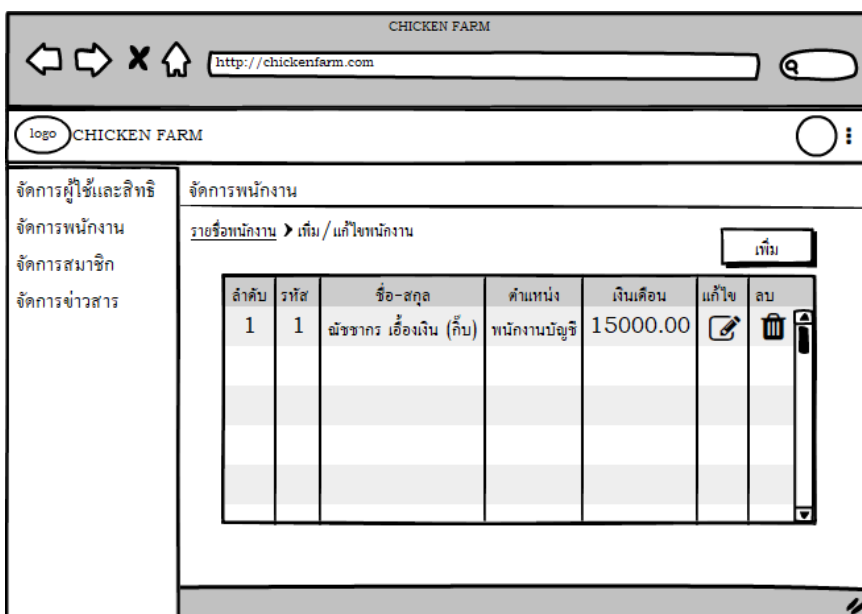 CHICKEN FARM
http://chickenfarm.com
logo CHICKEN FARM
จัดการผู้ใช้และสิทธิ
จัดการพนักงาน
จัดการสมาชิก
จัดการข่าวสาร
จัดการพนักงาน
รายชื่อพนักงาน > เพิ่ม/แก้ไขพนักงาน
เพิ่ม
ลำดับ รหัส ชื่อ-สกุล ตำแหน่ง เงินเดือน แก้ไข ลบ
1 1 ณัชชากร เอื้องเงิน (กิ๊บ) พนักงานบัญชี 15000.00